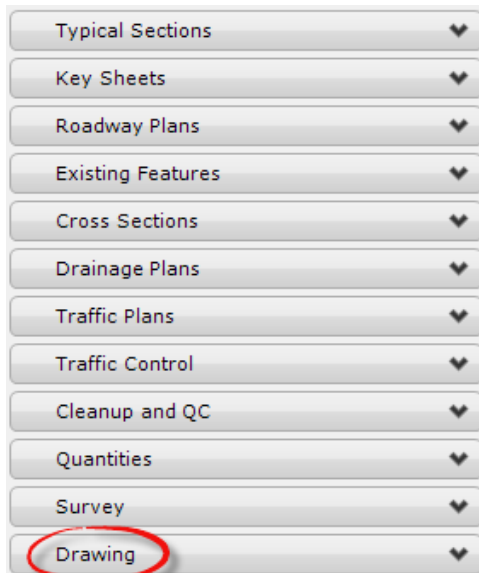 Typical Sections
Key Sheets
Roadway Plans
Existing Features
Cross Sections
Drainage Plans
Traffic Plans
Traffic Control
Cleanup and QC
Quantities
Survey
Drawing